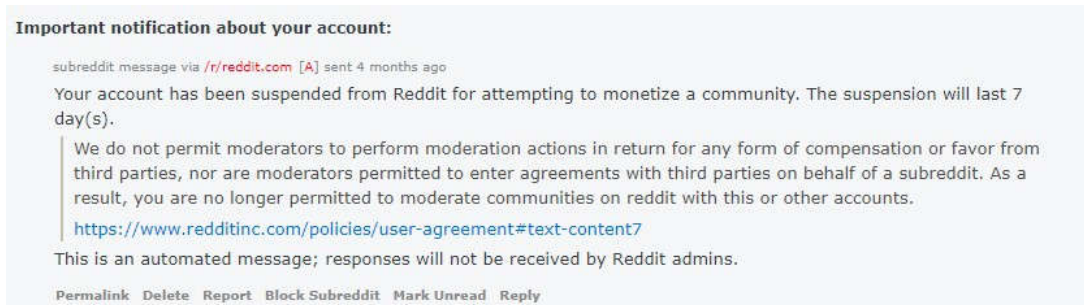 Important notification about your account:
subreddit message via /r/reddit.com [A] sent 4 months ago
Your account has been suspended from Reddit for attempting to monetize a community. The suspension will last 7
day(s).
We do not permit moderators to perform moderation actions in return for any form of compensation or favor from
third parties, nor are moderators permitted to enter agreements with third parties on behalf of a subreddit. As a
result, you are no longer permitted to moderate communities on reddit with this or other accounts.
https://www.redditinc.com/policies/user-agreement#text-content7
This is an automated message; responses will not be received by Reddit admins.
Permalink Delete Report Block Subreddit Mark Unread Reply